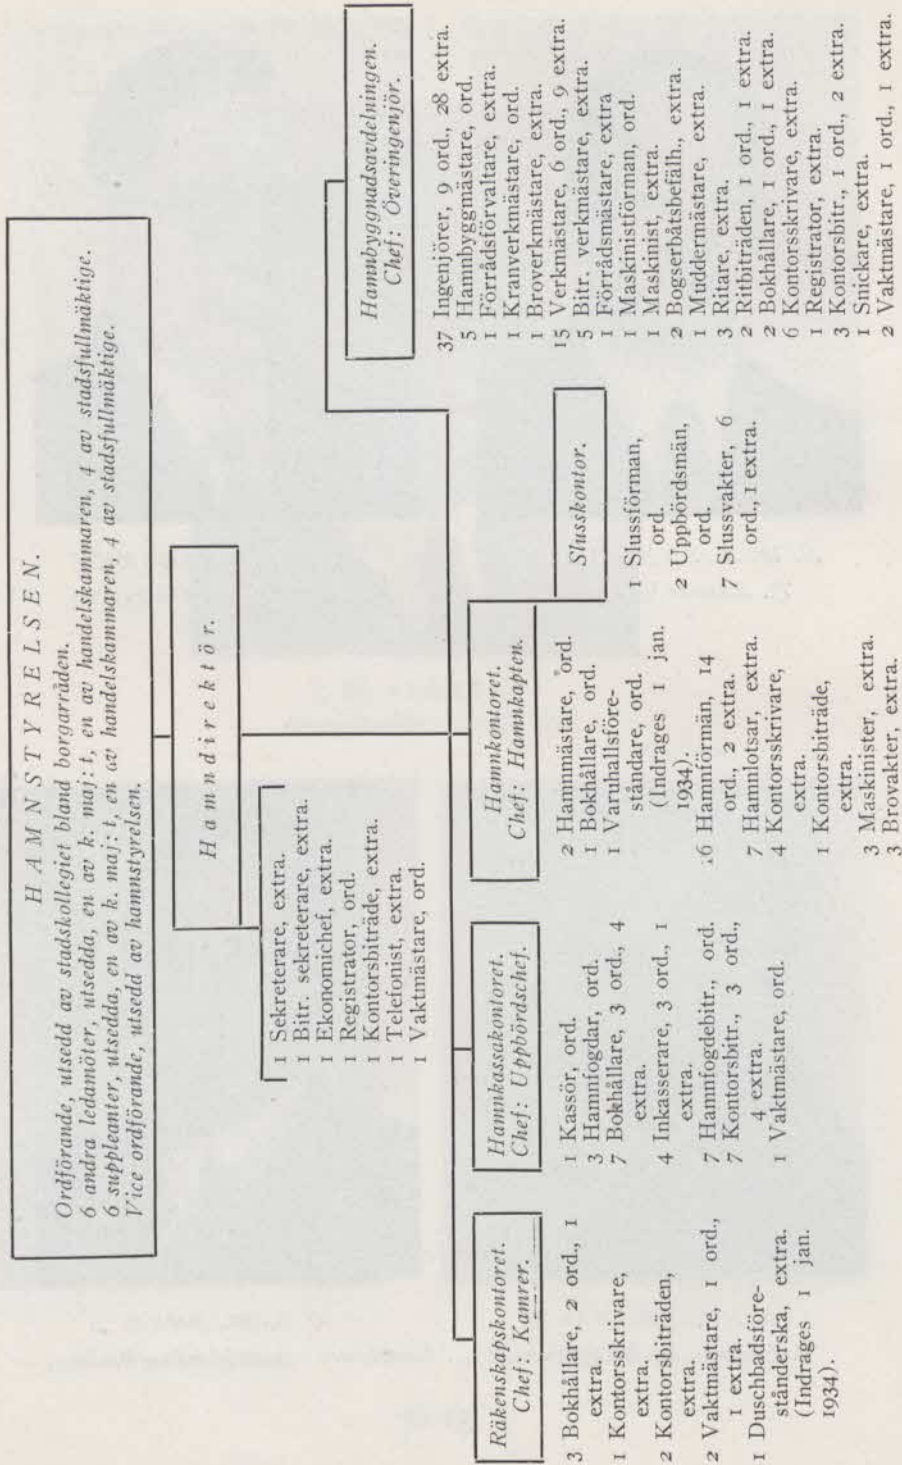 HAMNSTYRELSEN.
Ordförande, utsedd av stadskollegiet bland borgarråden.
6 andra ledamöter, utsedda, en av k. maj:t, en av handelskammaren, 4 av stadsfullmäktige.
6 suppleanter, utsedda, en av k. maj:t, en av handelskammaren, 4 av stadsfullmäktige.
Vice ordförande, utsedd av hamnstyrelsen.
Hamndirektör.
1 Sekreterare, extra.
1 Bitr. sekreterare, extra.
1 Ekonomichef, extra.
1 Registrator, ord.
1 Kontorsbiträde, extra.
1 Telefonist, extra.
1 Vaktmästare, ord.
Räkenskapskontoret.
Chef: Kamrer.
3 Bokhållare, 2 ord., 1
extra.
1 Kontorsskrivare,
extra.
2 Kontorsbiträden,
extra.
2 Vaktmästare, 1 ord.,
1 extra.
1 Duschbadsföre-
ståndarska, extra.
(Indrages 1 jan.
1934).
Hamnkassakontoret.
Chef: Uppbördschef.
1 Kassör, ord.
3 Hamnfogdar, ord.
7 Bokhållare, 3 ord., 4
extra.
4 Inkasserare, 3 ord., 1
extra.
7 Hamnfogdebitr., ord.
7 Kontorsbitr., 3 ord.,
4 extra.
1 Vaktmästare, ord.
Hamnkontoret.
Chef: Hamnkapten.
2 Hammästare, ord.
1 Bokhållare, ord.
1 Varuhallsföre-
ståndare, ord.
(Indrages 1 jan.
1934).
16 Hamnförmän, 14
ord., 2 extra.
7 Hamnlotsar, extra.
4 Kontorsskrivare,
extra.
1 Kontorsbiträde,
extra.
3 Maskinister, extra.
3 Brovakter, extra.
Slusskontor.
1 Slussförman,
ord.
2 Uppbördsmän,
ord.
7 Slussvakter, 6
ord., 1 extra.
Hamnbyggnadsavdelningen.
Chef: Överingenjör.
37 Ingenjörer, 9 ord., 28 extra.
5 Hamnbyggmästare, ord.
1 Förrådsförvaltare, extra.
1 Kranverkmästare, ord.
1 Broverkmästare, extra.
15 Verkmästare, 6 ord., 9 extra.
5 Bitr. verkmästare, extra.
1 Förrådsmästare, extra
1 Maskinistförman, ord.
1 Maskinist, extra.
2 Bogserbåtsbefälh., extra.
1 Muddermästare, extra.
3 Ritare, extra.
2 Ritbiträden, 1 ord., 1 extra.
2 Bokhållare, 1 ord., 1 extra.
6 Kontorsskrivare, extra.
1 Registrator, extra.
3 Kontorsbitr., 1 ord., 2 extra.
1 Snickare, extra.
2 Vaktmästare, 1 ord., 1 extra.